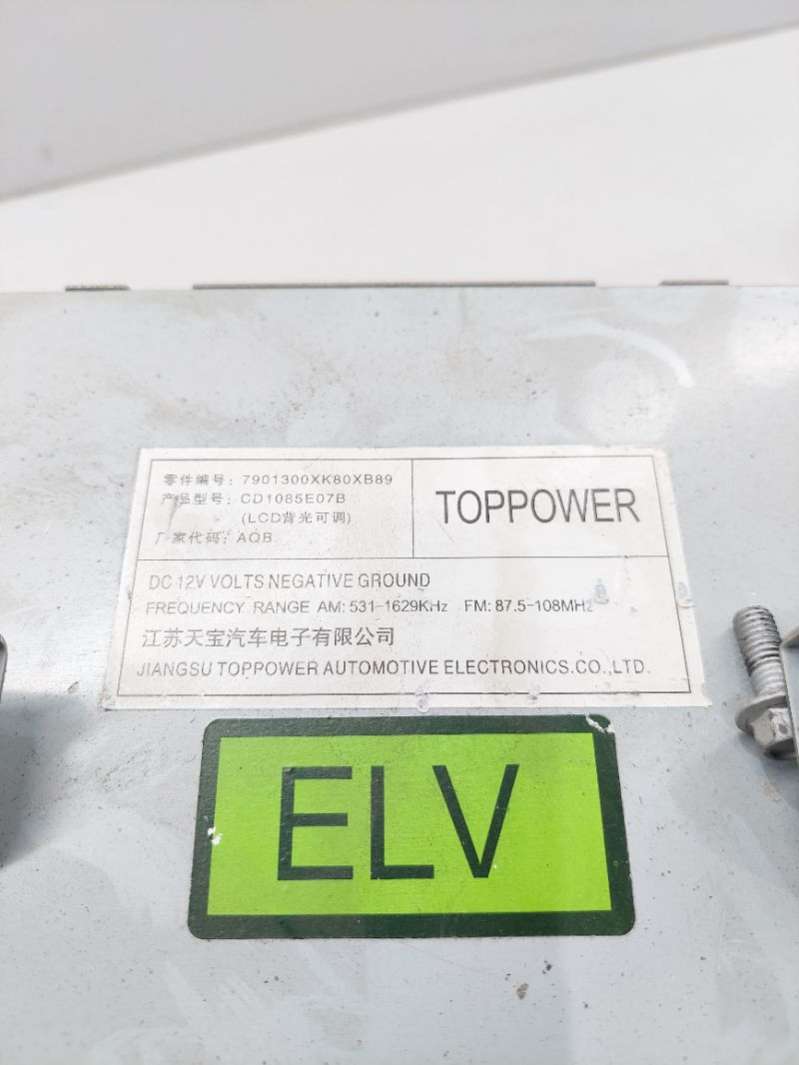 零件编号: 7901300XK80XB89
产品型号: CD1085E07B
(LCD背光可调)
厂家代码: AQB
TOPPOWER
DC 12V VOLTS NEGATIVE GROUND
FREQUENCY RANGE AM: 531-1629KHz FM: 87.5-108MHz
江苏天宝汽车电子有限公司
JIANGSU TOPPOWER AUTOMOTIVE ELECTRONICS.CO.,LTD.
ELV